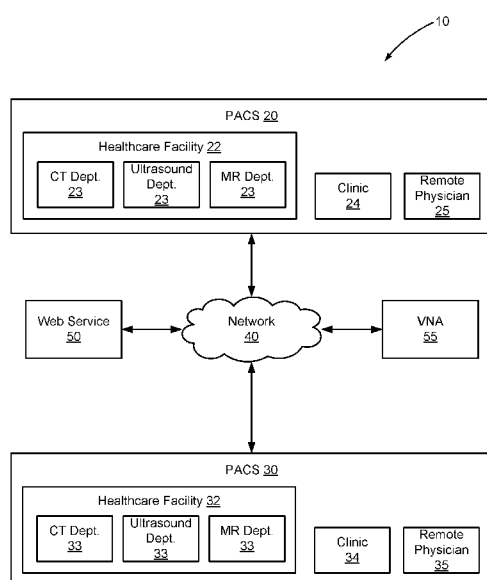 10
PACS 20
Healthcare Facility 22
CT Dept.
23
Ultrasound
Dept.
23
MR Dept.
23
Clinic
24
Remote
Physician
25
Web Service
50
Network
40
VNA
55
PACS 30
Healthcare Facility 32
CT Dept.
33
Ultrasound
Dept.
33
MR Dept.
33
Clinic
34
Remote
Physician
35